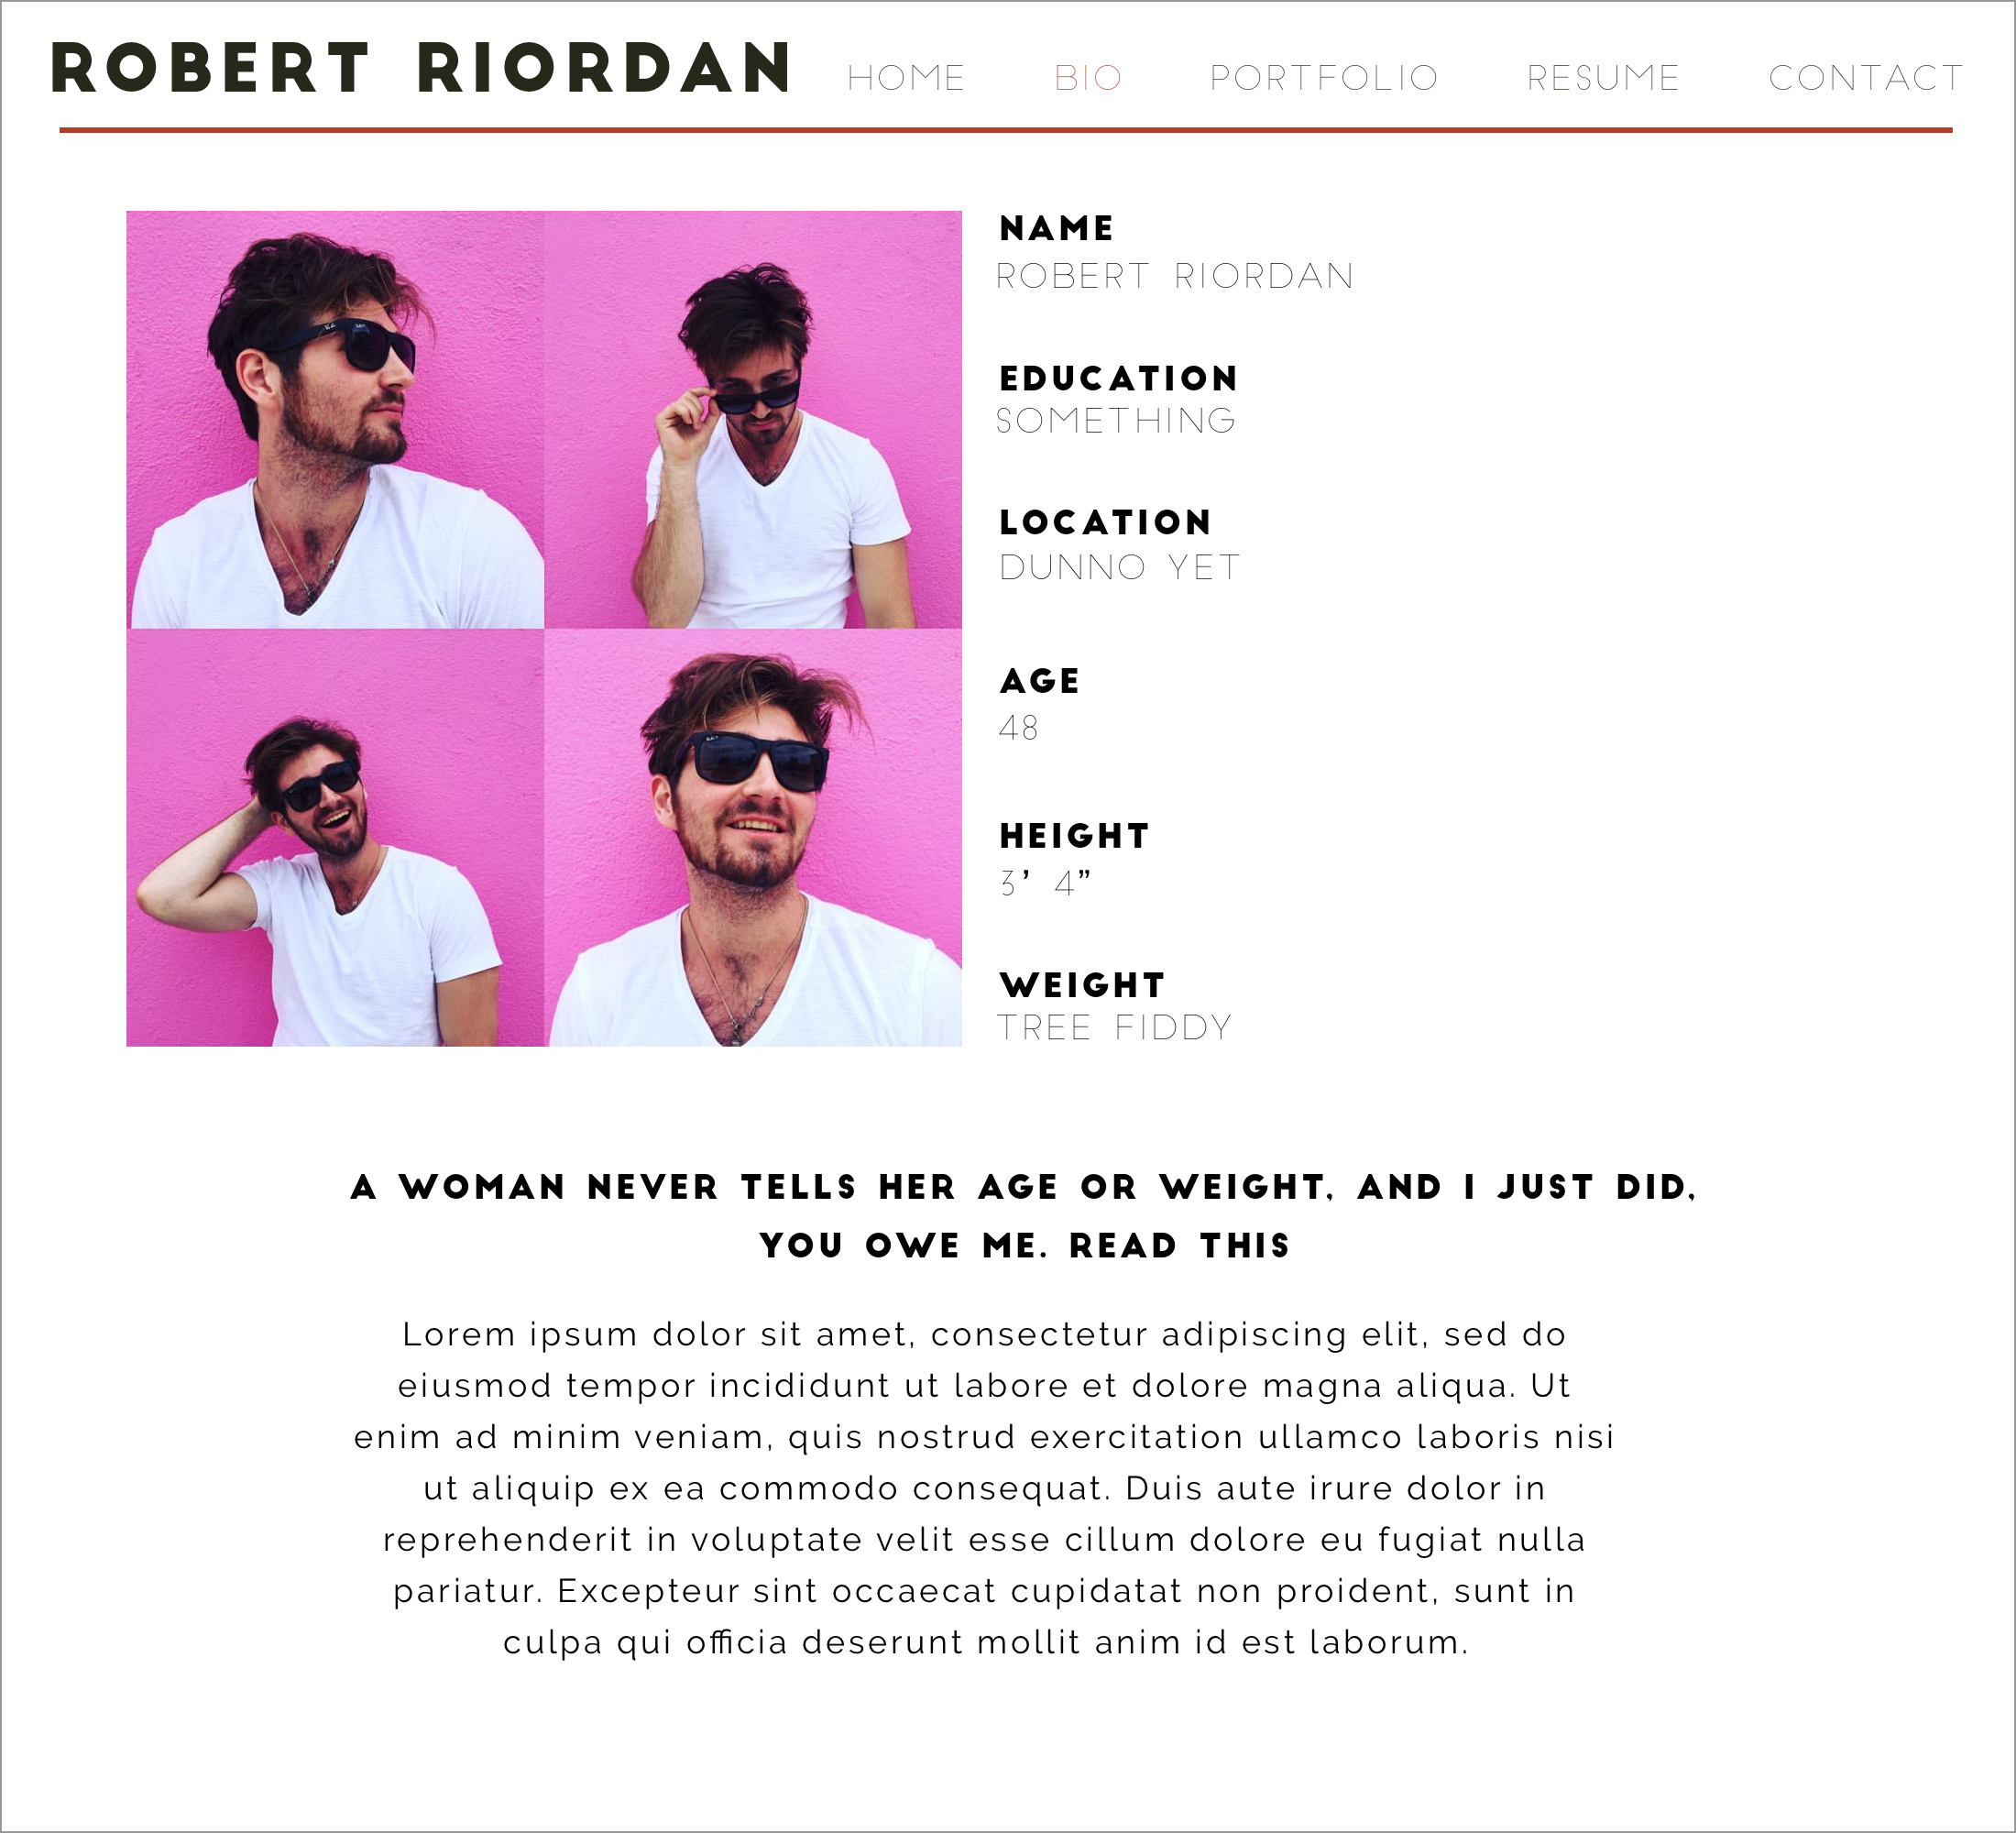 ROBERT RIORDAN HOME BIO PORTFOLIO RESUME CONTACT
NAME
ROBERT RIORDAN
EDUCATION
SOMETHING
LOCATION
DUNNO YET
AGE
48
HEIGHT
3’ 4”
WEIGHT
TREE FIDDY
A WOMAN NEVER TELLS HER AGE OR WEIGHT, AND I JUST DID,
YOU OWE ME. READ THIS
Lorem ipsum dolor sit amet, consectetur adipiscing elit, sed do
eiusmod tempor incididunt ut labore et dolore magna aliqua. Ut
enim ad minim veniam, quis nostrud exercitation ullamco laboris nisi
ut aliquip ex ea commodo consequat. Duis aute irure dolor in
reprehenderit in voluptate velit esse cillum dolore eu fugiat nulla
pariatur. Excepteur sint occaecat cupidatat non proident, sunt in
culpa qui officia deserunt mollit anim id est laborum.